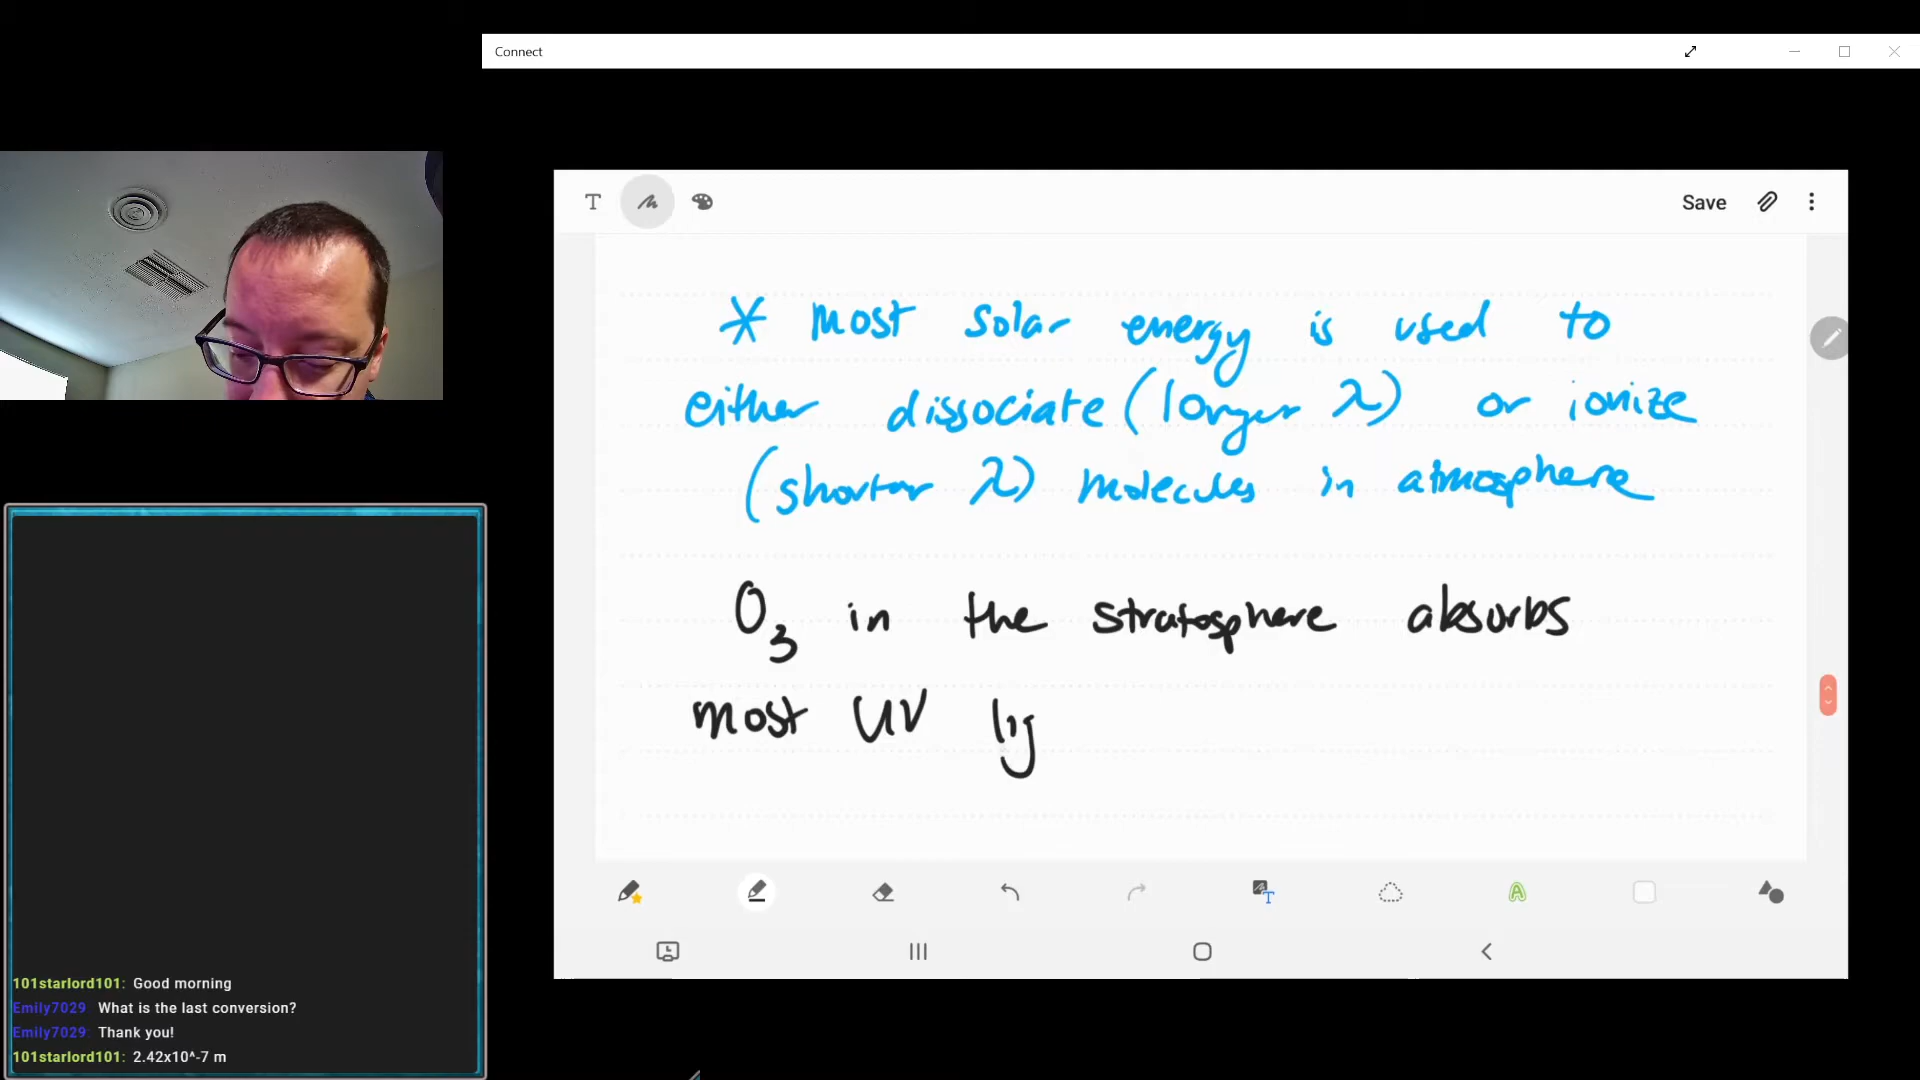 Connect
T
Save
* most solar energy is used to
either dissociate (longer λ) or ionize
(shorter λ) molecules in atmosphere
O₃ in the stratosphere absorbs
most UV lig
101starlord101: Good morning
Emily7029: What is the last conversion?
Emily7029: Thank you!
101starlord101: 2.42x10^-7 m